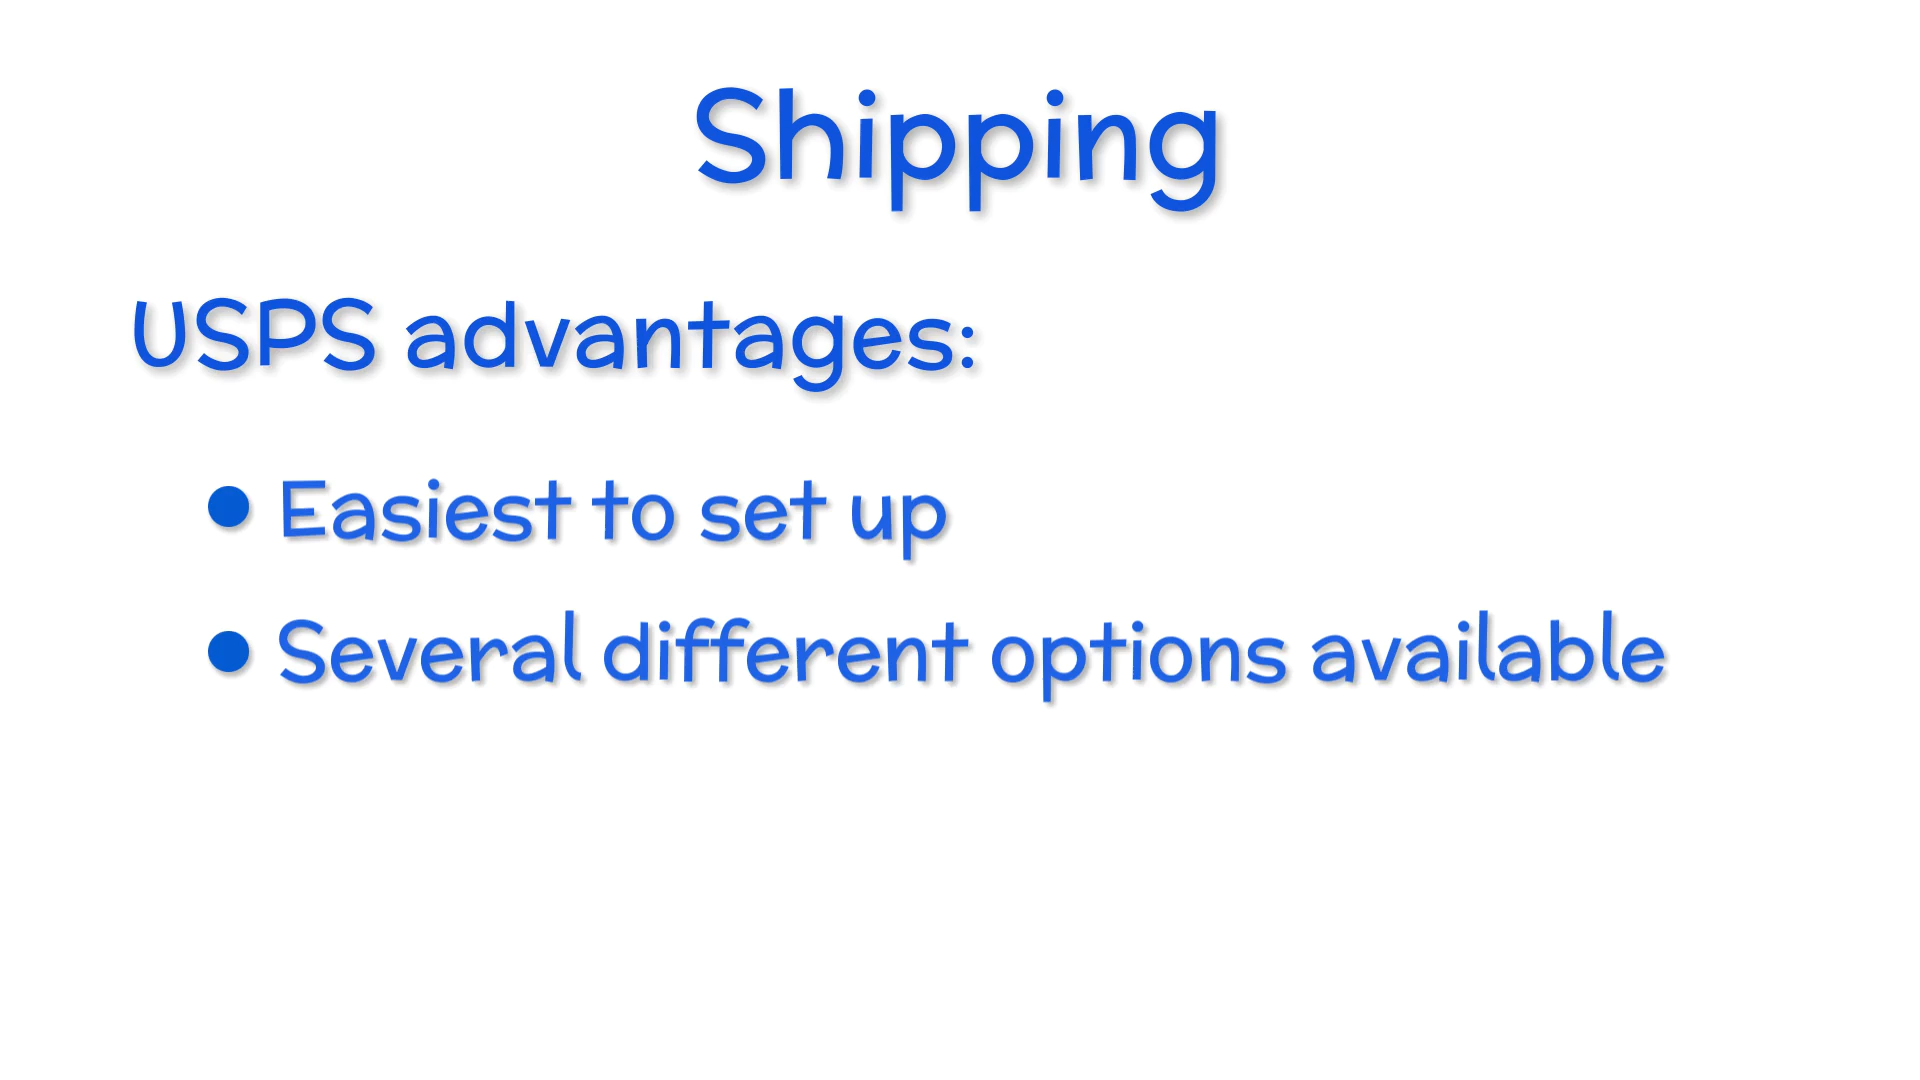 Shipping
USPS advantages:
● Easiest to set up
● Several different options available